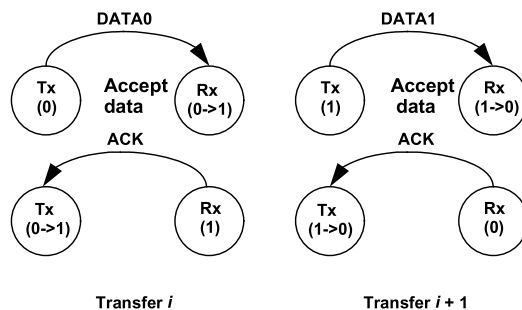 DATA0
Tx
(0)
Accept
data
Rx
(0->1)
ACK
Tx
(0->1)
Rx
(1)
Transfer i
DATA1
Tx
(1)
Accept
data
Rx
(1->0)
ACK
Tx
(1->0)
Rx
(0)
Transfer i + 1